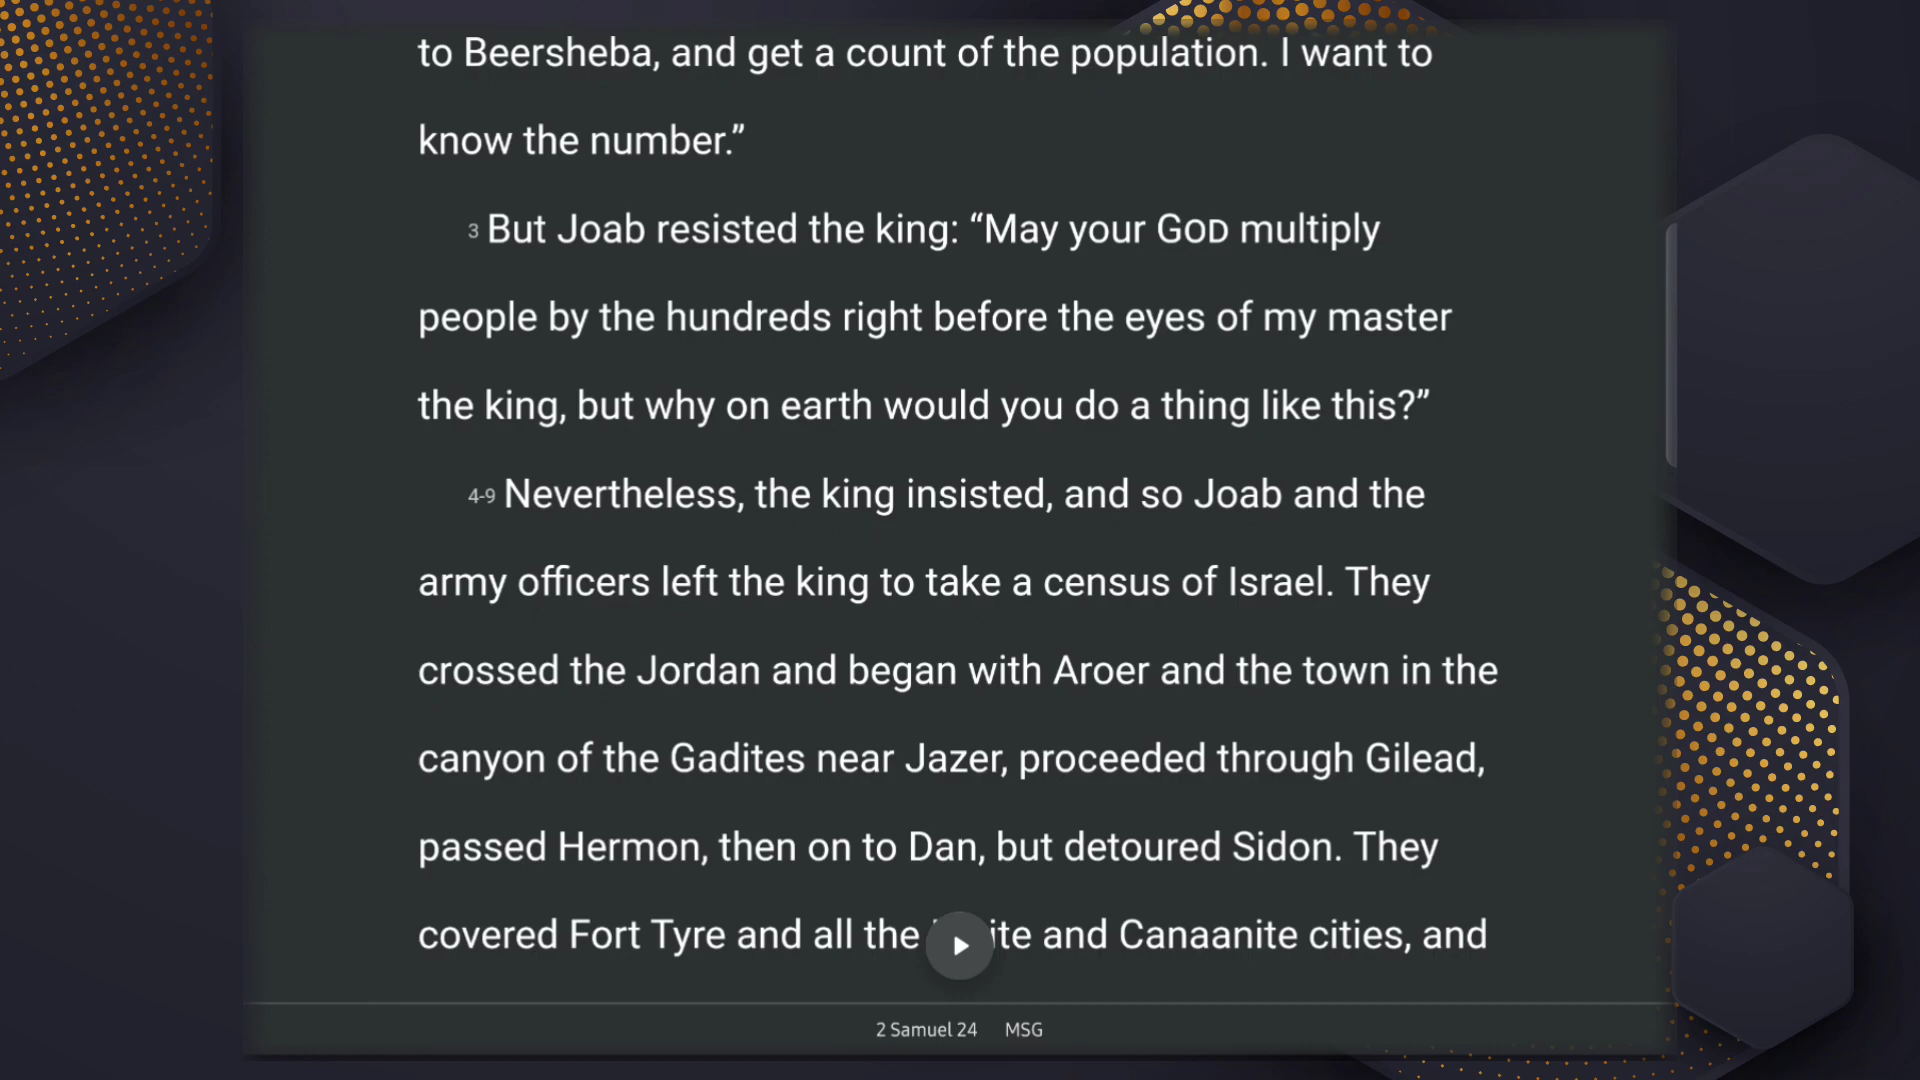 to Beersheba, and get a count of the population. I want to
know the number.”
3 But Joab resisted the king: “May your GOD multiply
people by the hundreds right before the eyes of my master
the king, but why on earth would you do a thing like this?”
4-9 Nevertheless, the king insisted, and so Joab and the
army officers left the king to take a census of Israel. They
crossed the Jordan and began with Aroer and the town in the
canyon of the Gadites near Jazer, proceeded through Gilead,
passed Hermon, then on to Dan, but detoured Sidon. They
covered Fort Tyre and all the and Canaanite cities, and
2 Samuel 24 MSG